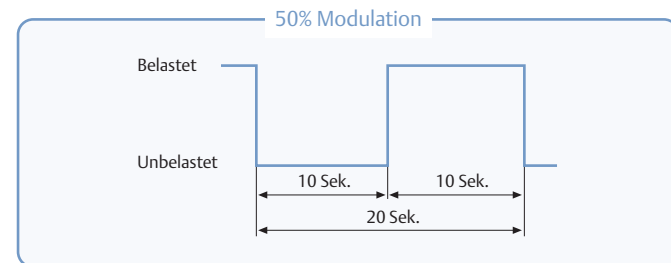 50% Modulation
Belastet
Unbelastet
10 Sek.
10 Sek.
20 Sek.